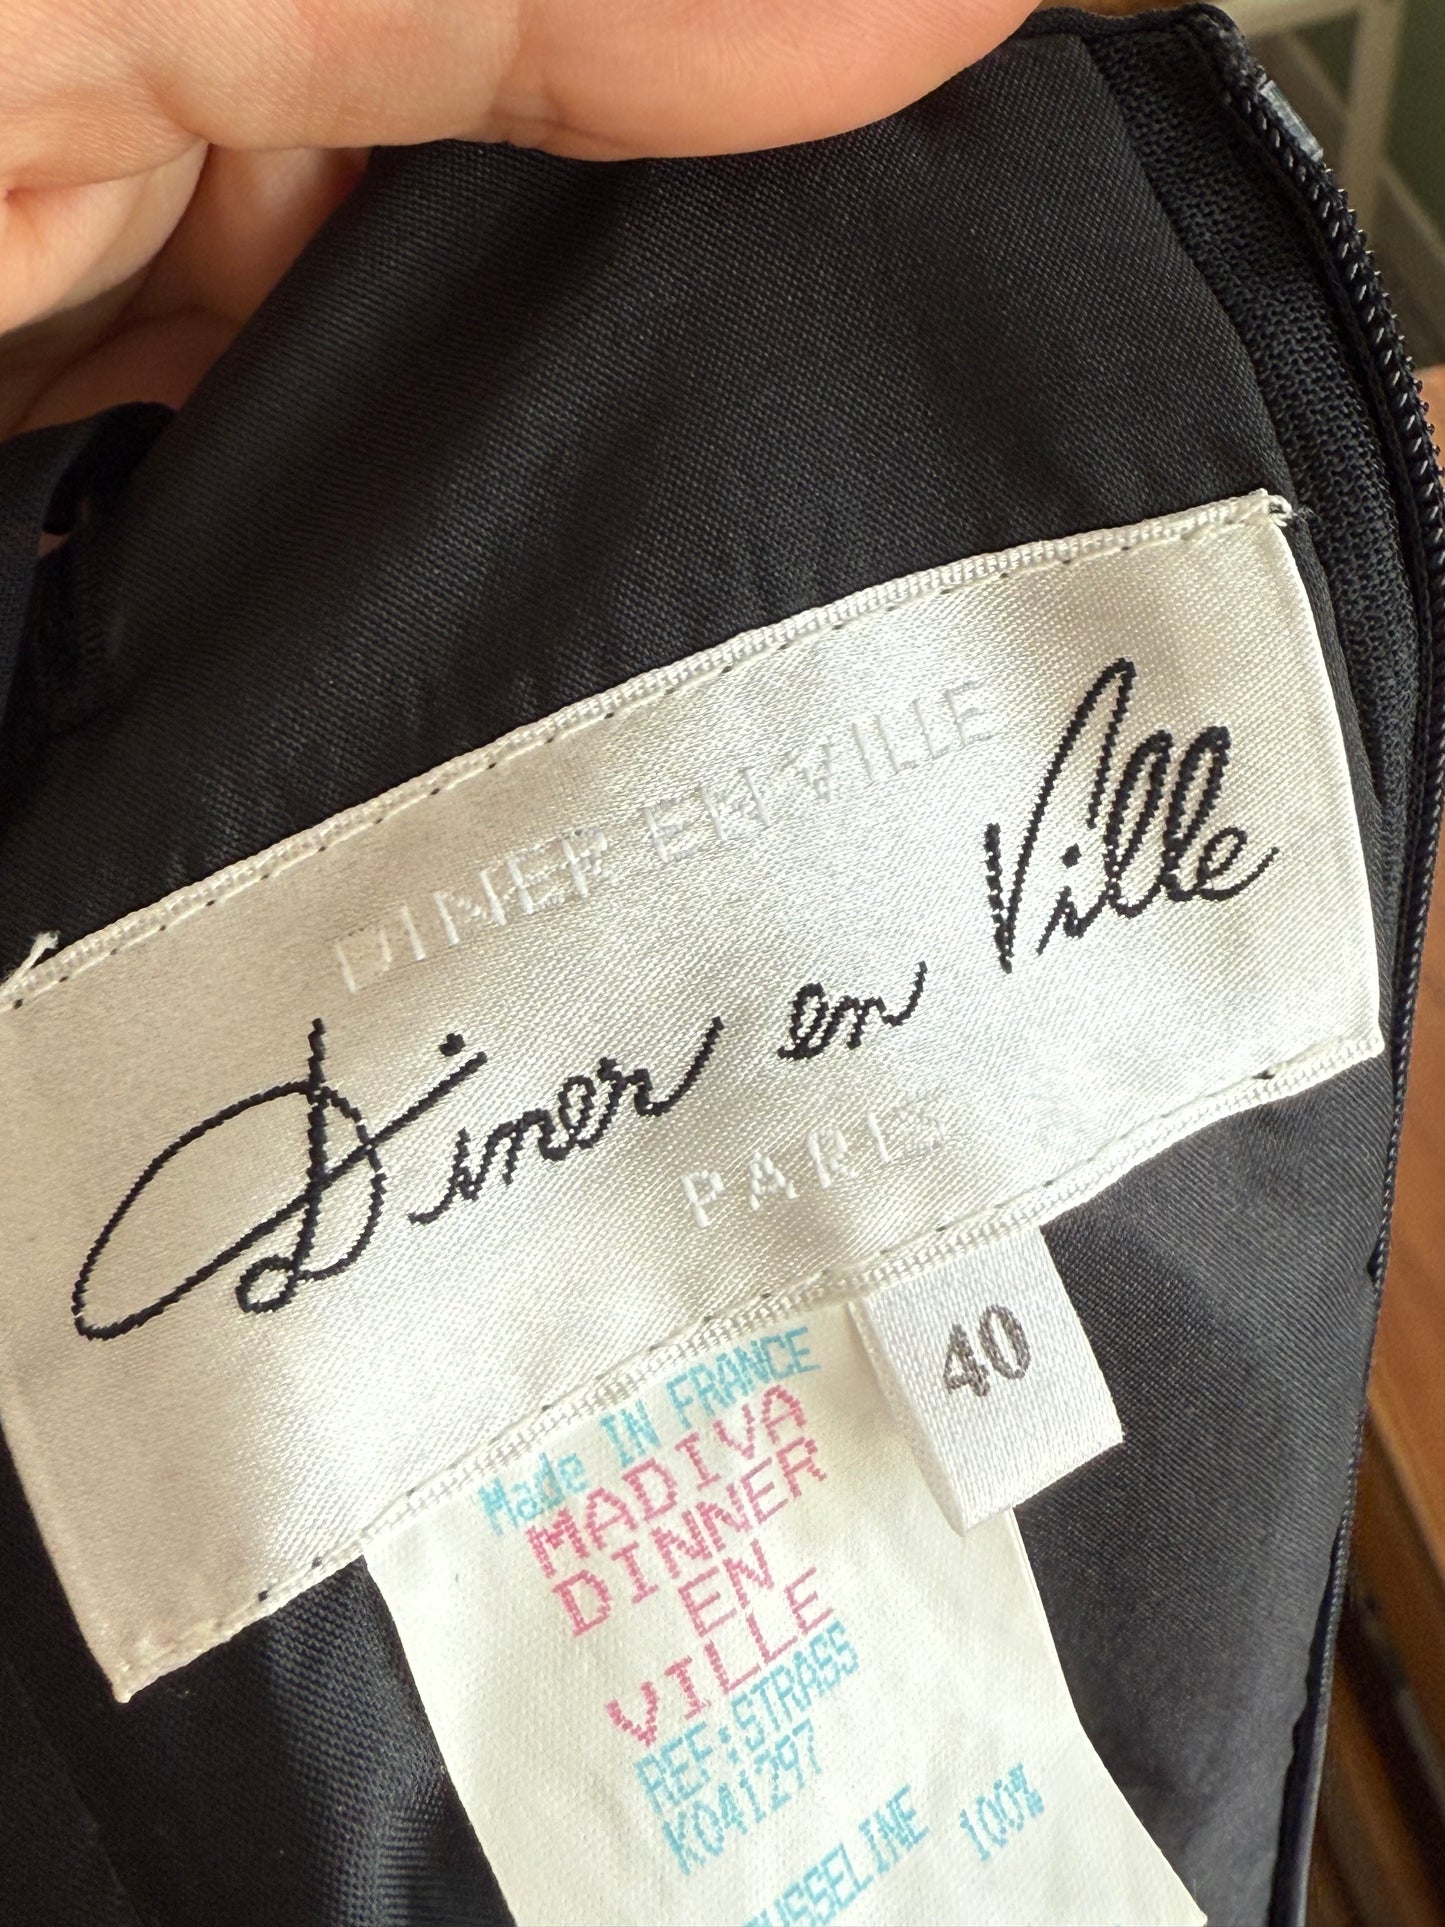 DINER EN VILLE
Diner en Ville
PARIS
40
Made IN FRANCE
MADIVA
DINNER
EN
VILLE
REF:STRASS
K041297
100%